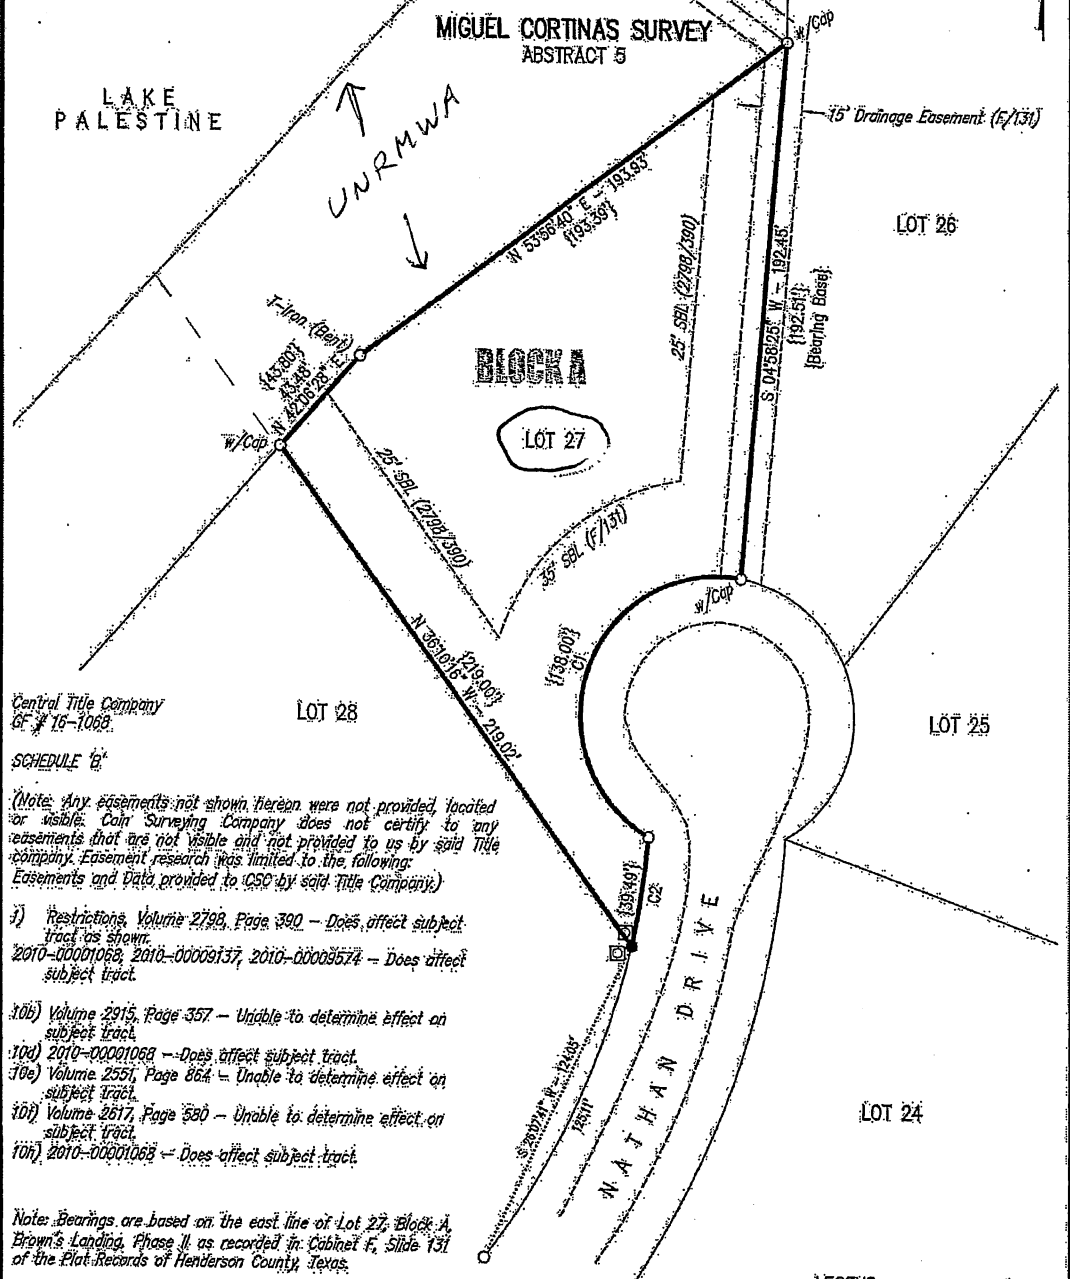 MIGUEL CORTINAS SURVEY
ABSTRACT 5
w/Cap
LAKE
PALESTINE
UNRMWA
15' Drainage Easement (F/131)
LOT 26
N 53°56'40" E - 193.93'
{193.39'}
25' SBL (2798/390)
S 04°58'25" W - 192.45'
{192.51'}
{Bearing Base}
T-Iron (Bent)
{43.80'}
43.48'
N 42°06'28" E
w/Cap
BLOCK A
LOT 27
25' SBL (2798/390)
35' SBL (F/131)
w/Cap
{138.00'}
C1
N 36°10'16" W - 219.02'
{219.00'}
LOT 28
LOT 25
{39.49'}
C2
NATHAN DRIVE
S 26°07'41" W - 124.05'
125.11'
LOT 24
Central Title Company
GF # 16-1068
SCHEDULE 'B'
(Note: Any easements not shown hereon were not provided, located
or visible. Cain Surveying Company does not certify to any
easements that are not visible and not provided to us by said Title
company. Easement research was limited to the following:
Easements and Data provided to CSC by said Title Company.)
1) Restrictions, Volume 2798, Page 390 - Does affect subject
tract as shown.
2010-00001068, 2010-00009137, 2010-00009574 - Does affect
subject tract.
10b) Volume 2915, Page 357 - Unable to determine effect on
subject tract.
10d) 2010-00001068 - Does affect subject tract.
10e) Volume 2551, Page 864 - Unable to determine effect on
subject tract.
10f) Volume 2617, Page 580 - Unable to determine effect on
subject tract.
10h) 2010-00001068 - Does affect subject tract.
Note: Bearings are based on the east line of Lot 27, Block A,
Brown's Landing, Phase II as recorded in Cabinet F, Slide 131
of the Plat Records of Henderson County, Texas.